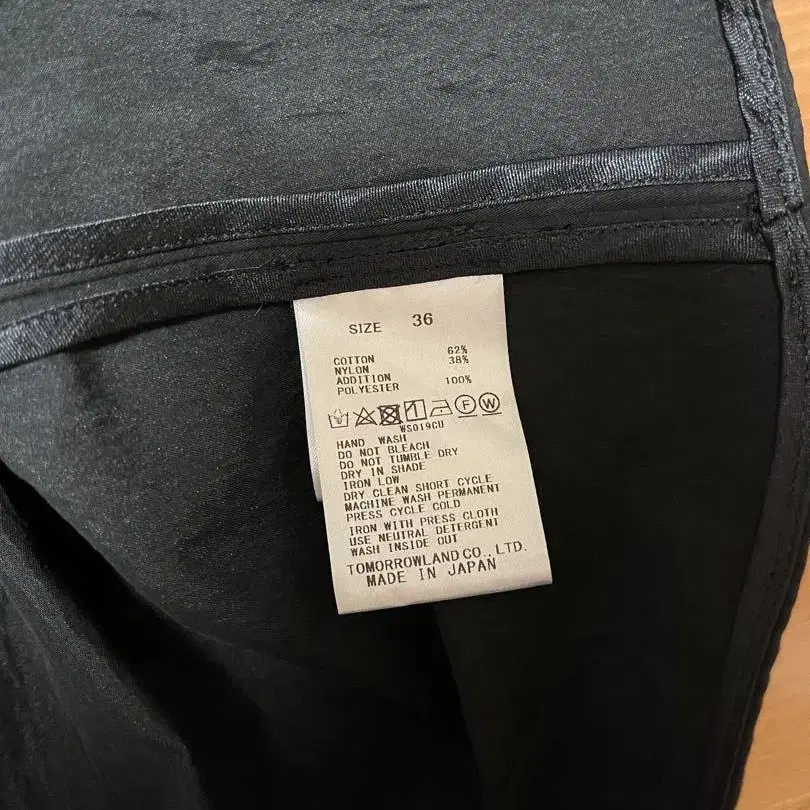 SIZE 36
COTTON 62%
NYLON 38%
ADDITION
POLYESTER 100%
F W
WS019CU
HAND WASH
DO NOT BLEACH
DO NOT TUMBLE DRY
DRY IN SHADE
IRON LOW
DRY CLEAN SHORT CYCLE
MACHINE WASH PERMANENT
PRESS CYCLE COLD
IRON WITH PRESS CLOTH
USE NEUTRAL DETERGENT
WASH INSIDE OUT
TOMORROWLAND CO., LTD.
MADE IN JAPAN